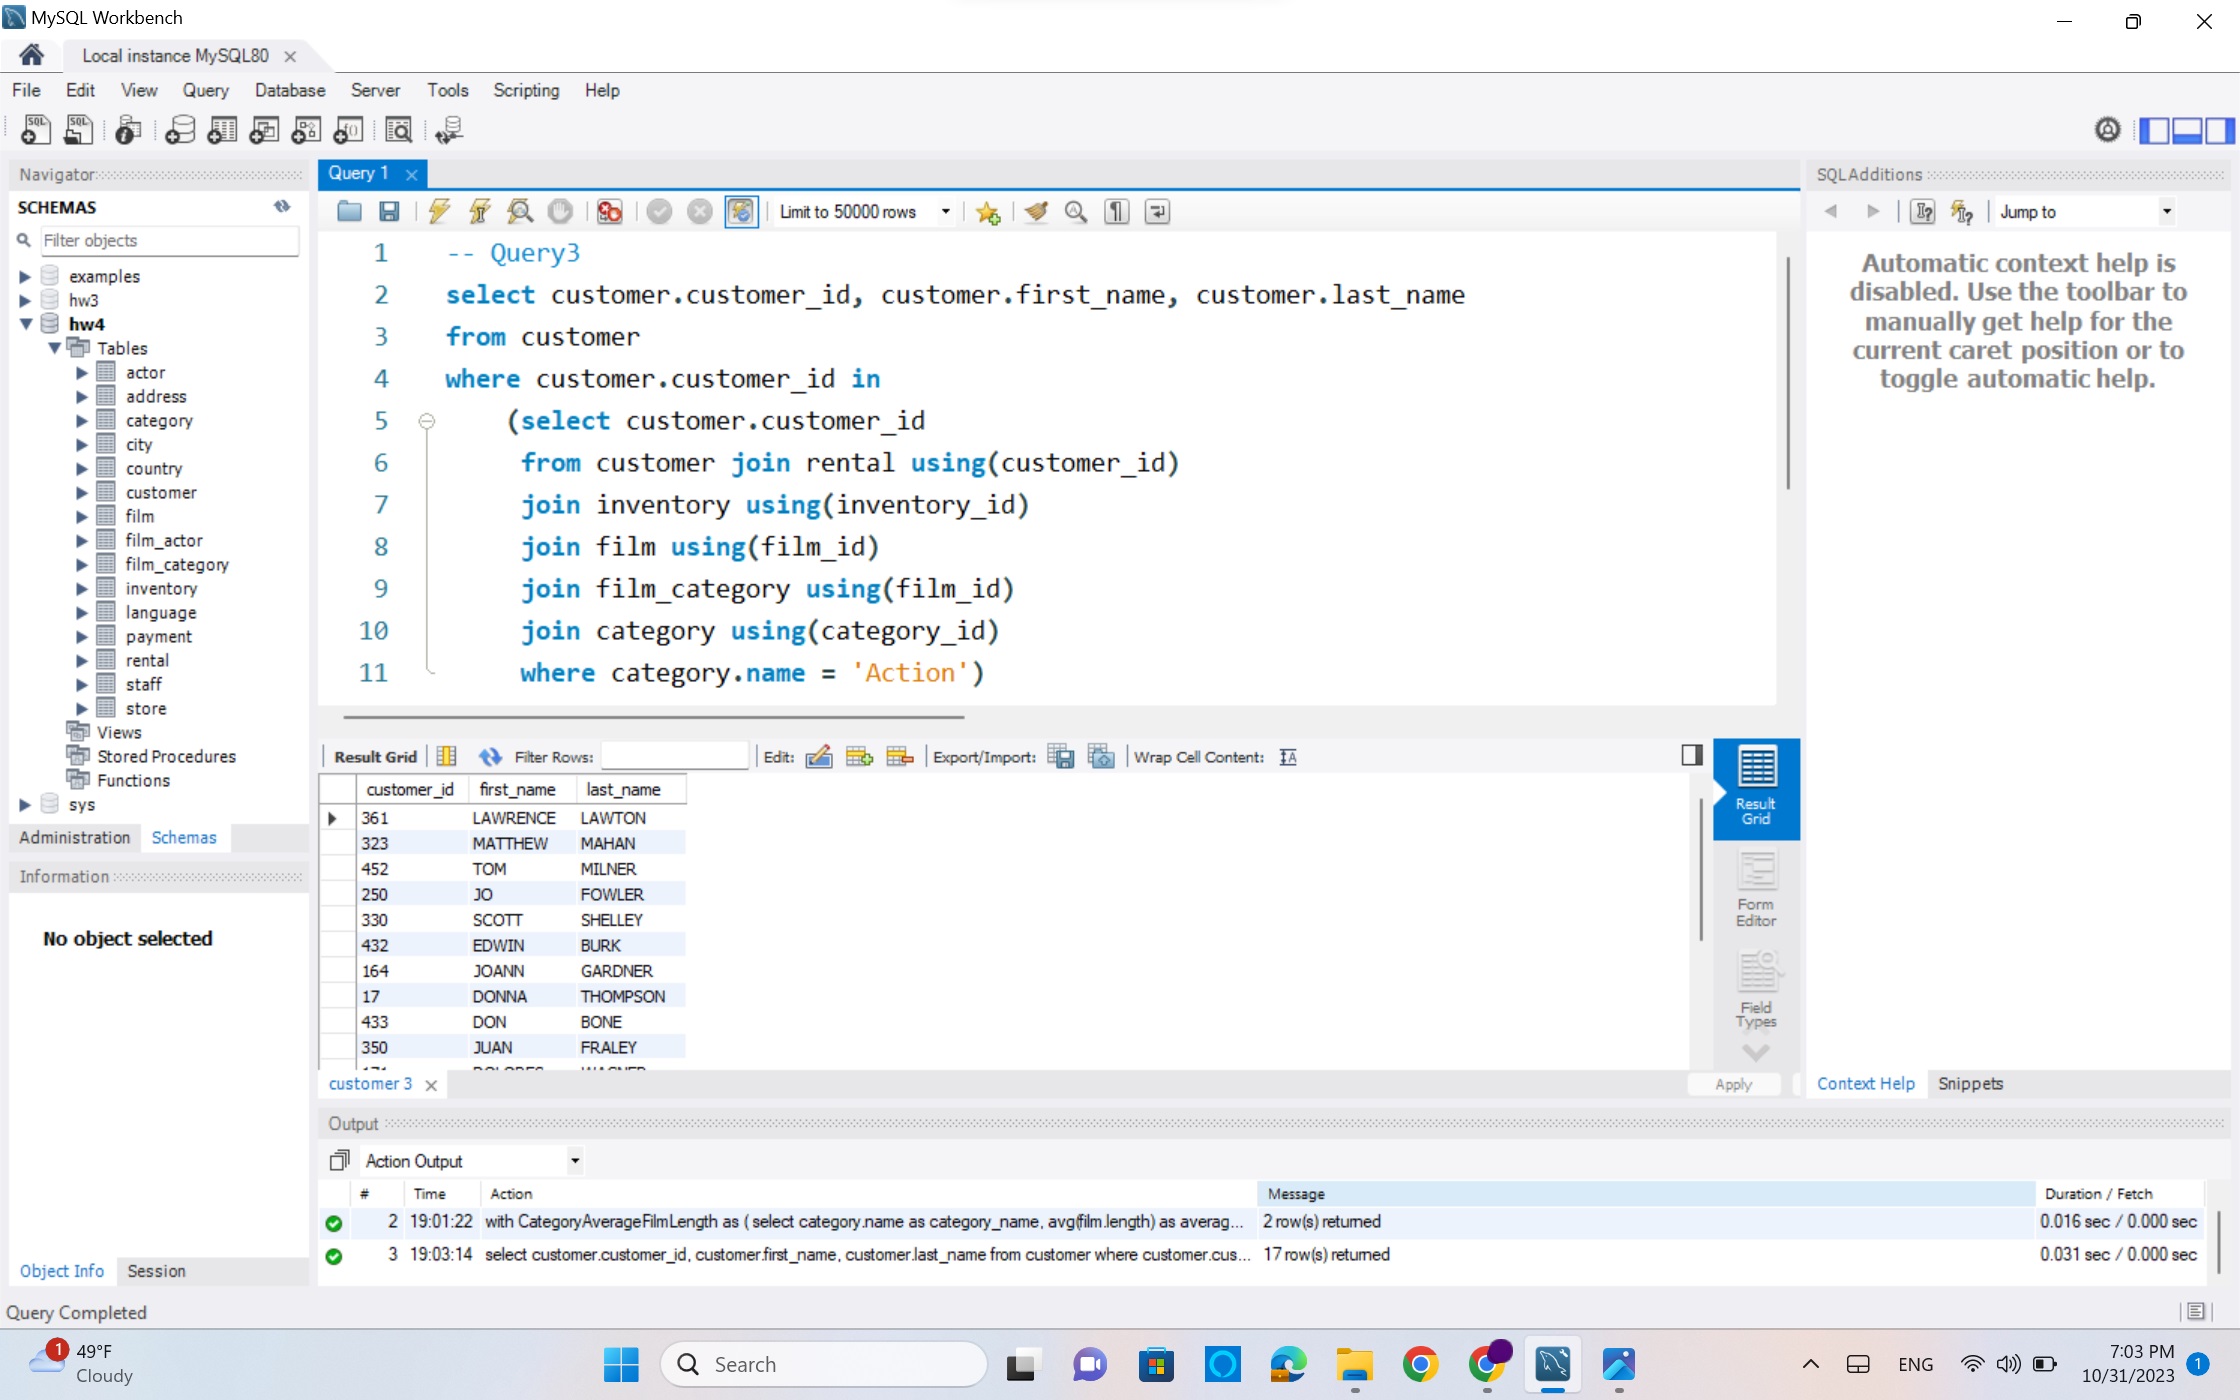 MySQL Workbench
Local instance MySQL80
File Edit View Query Database Server Tools Scripting Help
Navigator
SCHEMAS
Filter objects
examples
hw3
hw4
Tables
actor
address
category
city
country
customer
film
film_actor
film_category
inventory
language
payment
rental
staff
store
Views
Stored Procedures
Functions
sys
Administration Schemas
Information
No object selected
Object Info Session
Query 1
Limit to 50000 rows
1 -- Query3
2 select customer.customer_id, customer.first_name, customer.last_name
3 from customer
4 where customer.customer_id in
5 (select customer.customer_id
6 from customer join rental using(customer_id)
7 join inventory using(inventory_id)
8 join film using(film_id)
9 join film_category using(film_id)
10 join category using(category_id)
11 where category.name = 'Action')
Result Grid Filter Rows: Edit: Export/Import: Wrap Cell Content:
customer_id first_name last_name
361 LAWRENCE LAWTON
323 MATTHEW MAHAN
452 TOM MILNER
250 JO FOWLER
330 SCOTT SHELLEY
432 EDWIN BURK
164 JOANN GARDNER
17 DONNA THOMPSON
433 DON BONE
350 JUAN FRALEY
Result
Grid
Form
Editor
Field
Types
customer 3
Apply
SQLAdditions
Jump to
Automatic context help is
disabled. Use the toolbar to
manually get help for the
current caret position or to
toggle automatic help.
Context Help Snippets
Output
Action Output
# Time Action Message Duration / Fetch
2 19:01:22 with CategoryAverageFilmLength as ( select category.name as category_name, avg(film.length) as averag... 2 row(s) returned 0.016 sec / 0.000 sec
3 19:03:14 select customer.customer_id, customer.first_name, customer.last_name from customer where customer.cus... 17 row(s) returned 0.031 sec / 0.000 sec
Query Completed
1
49°F
Cloudy
Search
ENG
7:03 PM
10/31/2023
1